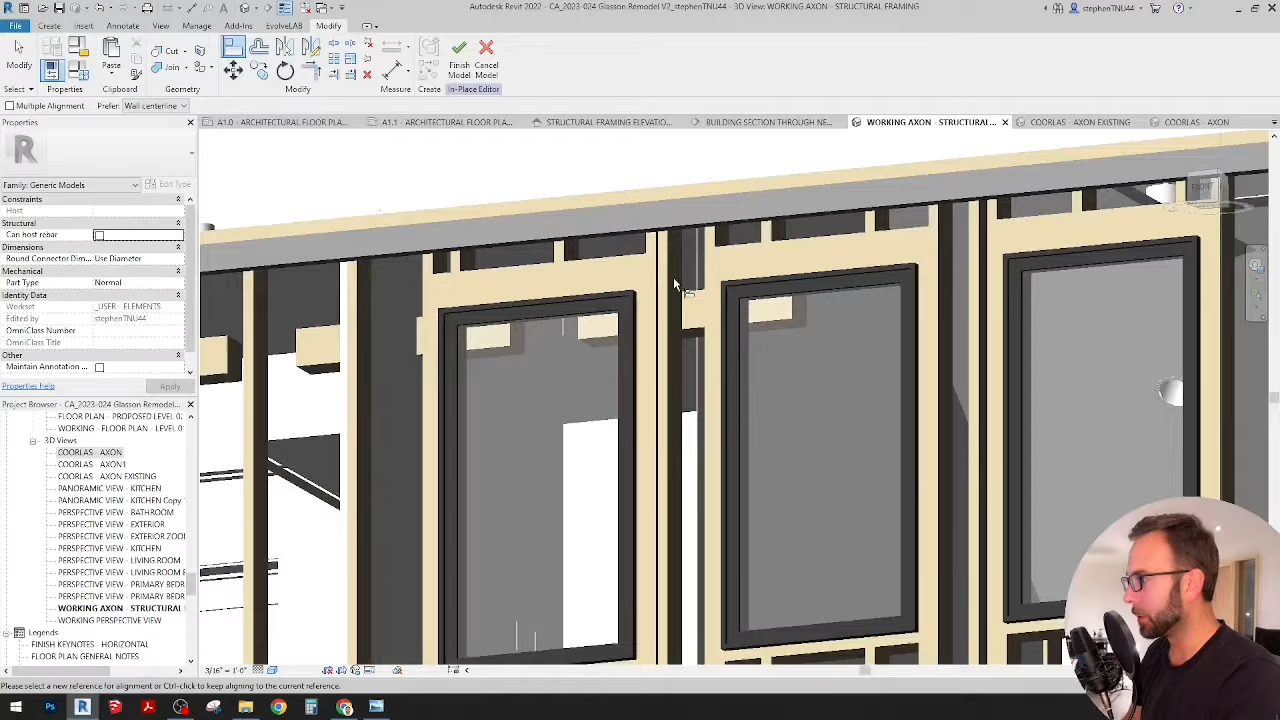 Autodesk Revit 2022 - CA_2023-024 Glasson Remodel V2_stephenTNU44 - 3D View: WORKING AXON - STRUCTURAL FRAMING
stephenTNU44
File Create Insert Annotate View Manage Add-Ins EvolveLAB Modify
Modify
Paste
Cut
Join
Finish Model
Cancel Model
Select Properties Clipboard Geometry Modify Measure Create In-Place Editor
Multiple Alignment Prefer: Wall centerline
Properties
A1.0 - ARCHITECTURAL FLOOR PLA...
A1.1 - ARCHITECTURAL FLOOR PLA...
STRUCTURAL FRAMING ELEVATIO...
BUILDING SECTION THROUGH NE...
WORKING AXON - STRUCTURAL...
COORLAS - AXON EXISTING
COORLAS - AXON
R
FRONT
Family: Generic Models
Edit Type
Constraints
Host
Structural
Can host rebar
Dimensions
Round Connector Dim... Use Diameter
Mechanical
Part Type Normal
Identity Data
Workset _USER - ELEMENTS
Edited by stephenTNU44
OmniClass Number
OmniClass Title
Other
Maintain Annotation ...
Properties help
Apply
Project Browser - CA_2023-024 Glasson Remodel...
FLOOR PLAN - PROPOSED LEVEL 0
WORKING - FLOOR PLAN - LEVEL 01
3D Views
COORLAS - AXON
COORLAS - AXON1
COORLAS - AXON EXISTING
PANORAMIC VIEW - KITCHEN
PANORAMIC VIEW - KITCHEN Copy
PERSPECTIVE VIEW - BATHROOM
PERSPECTIVE VIEW - EXTERIOR
PERSPECTIVE VIEW - EXTERIOR ZOO
PERSPECTIVE VIEW - KITCHEN
PERSPECTIVE VIEW - LIVING ROOM
PERSPECTIVE VIEW - LIVING ROOM
PERSPECTIVE VIEW - PRIMARY BEDR
PERSPECTIVE VIEW - PRIMARY BEDR
WORKING AXON - STRUCTURAL
WORKING PERSPECTIVE VIEW
Legends
FINISH KEYNOTES - HORIZONTAL
FLOOR PLAN GENERAL NOTES
3/16" = 1'-0"
Please select a new reference for alignment or Ctrl-click to keep aligning to the current reference.